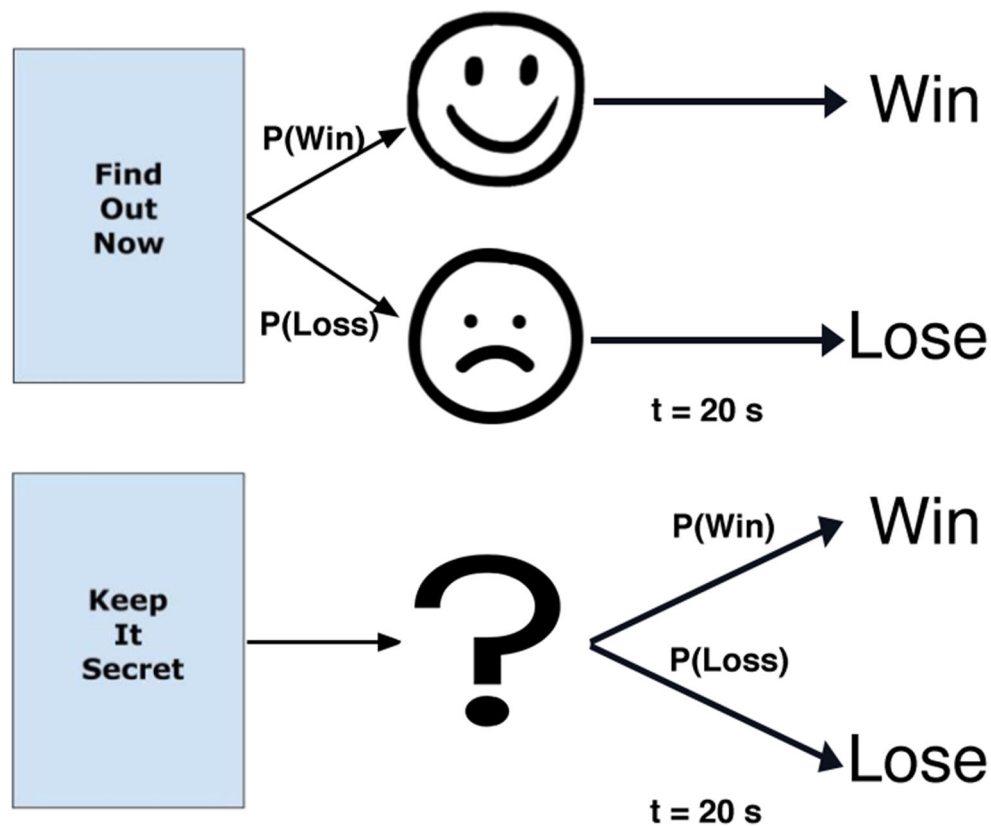 Find
Out
Now
P(Win)
P(Loss)
Win
Lose
t = 20 s
Keep
It
Secret
?
P(Win)
P(Loss)
Win
Lose
t = 20 s